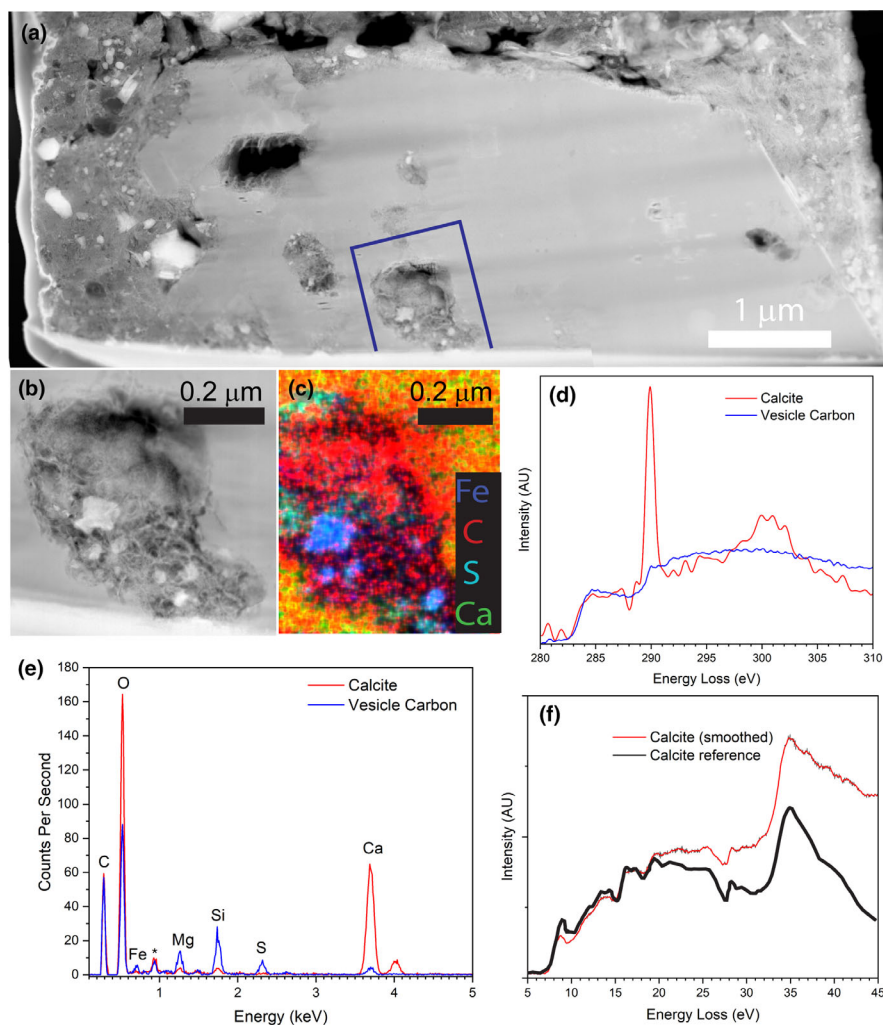 (a)
1 μm
(b)
0.2 μm
(c)
0.2 μm
Fe
C
S
Ca
(d)
Calcite
Vesicle Carbon
Intensity (AU)
280 285 290 295 300 305 310
Energy Loss (eV)
(e)
Calcite
Vesicle Carbon
Counts Per Second
180
160
140
120
100
80
60
40
20
0
C
O
Fe
*
Mg
Si
S
Ca
1 2 3 4 5
Energy (keV)
(f)
Calcite (smoothed)
Calcite reference
Intensity (AU)
5 10 15 20 25 30 35 40 45
Energy Loss (eV)